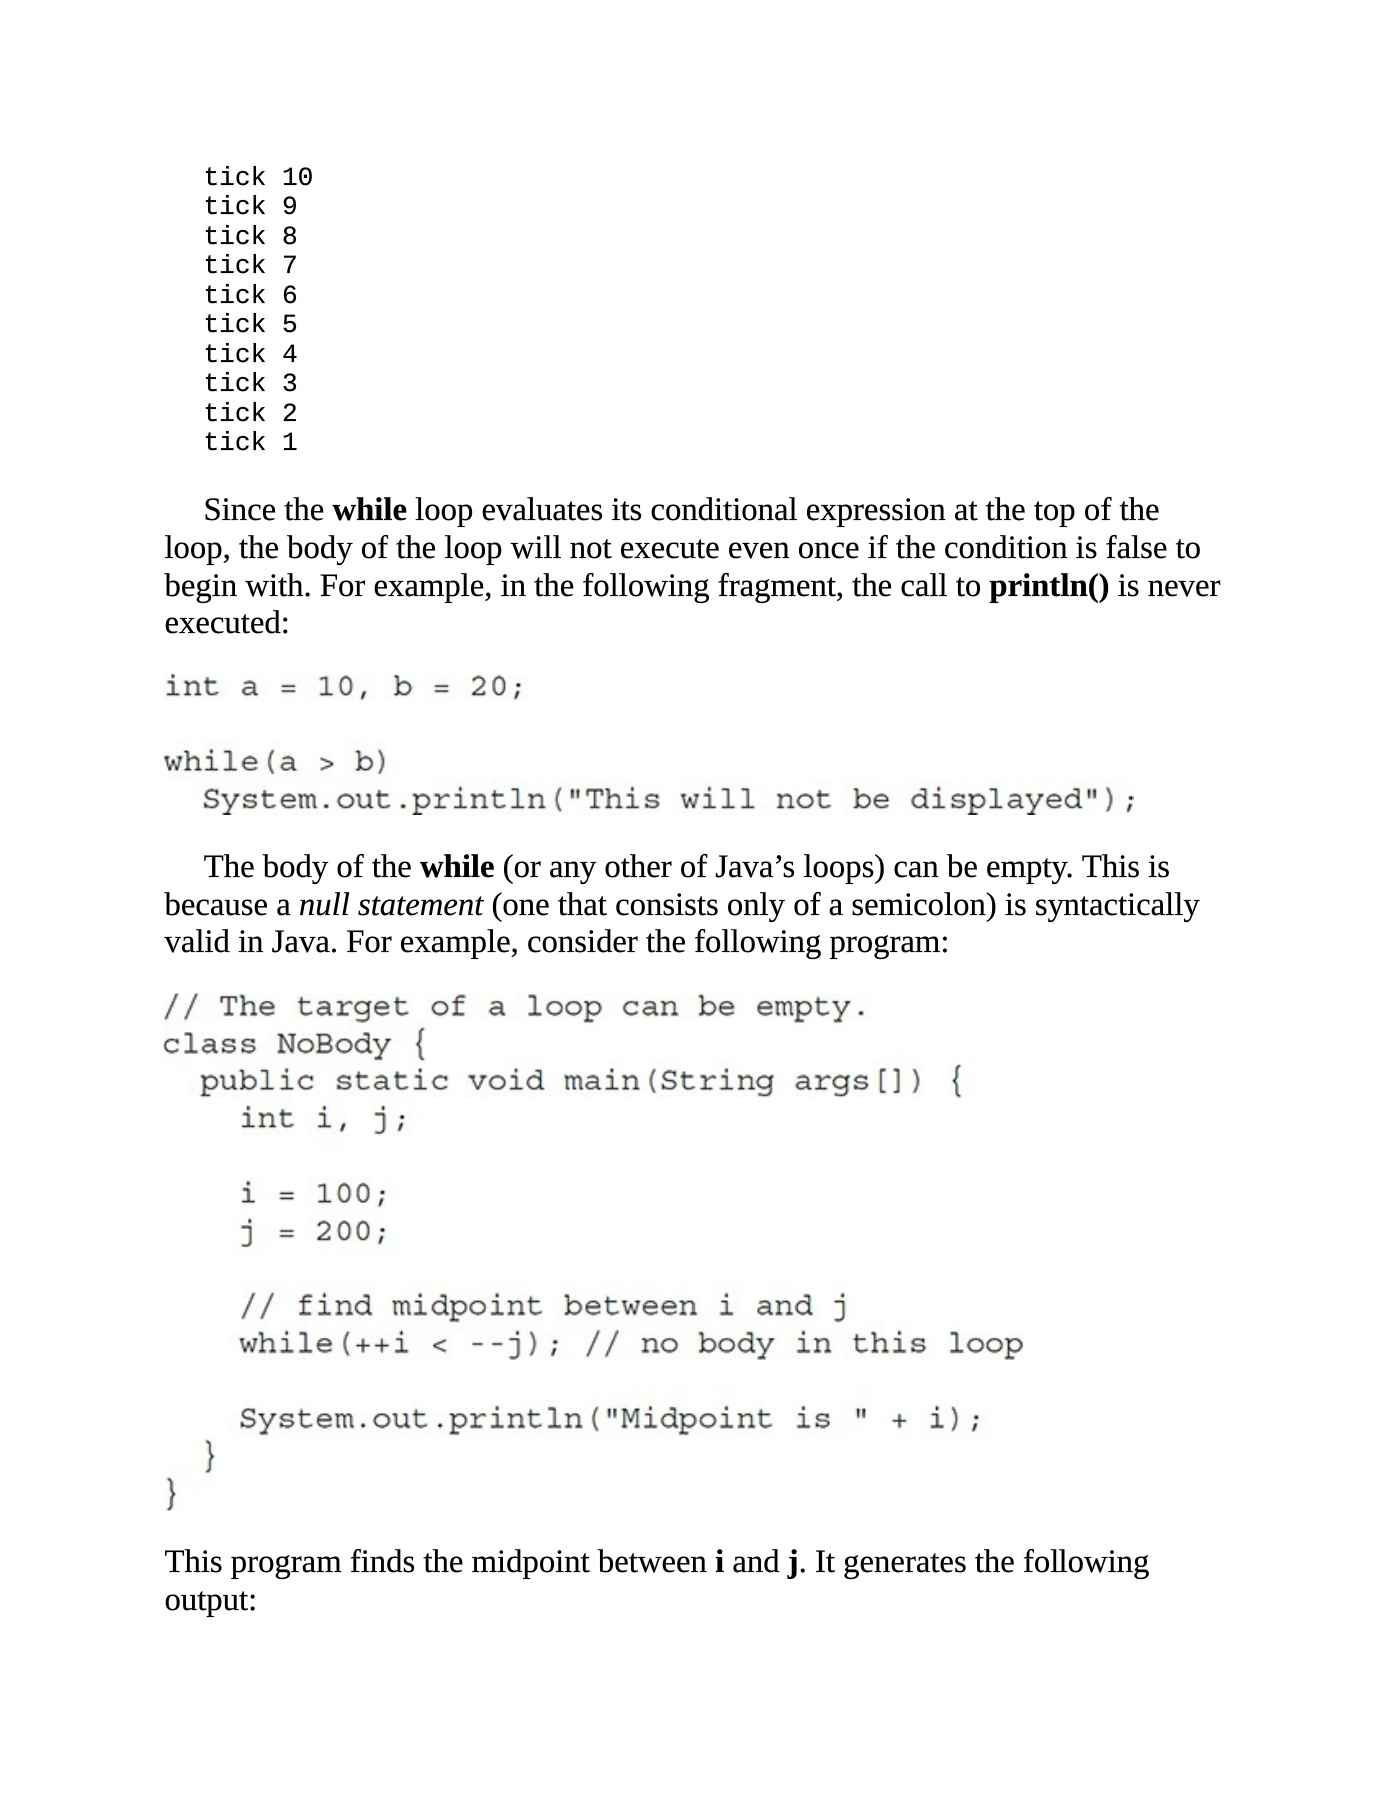 tick 10
tick 9
tick 8
tick 7
tick 6
tick 5
tick 4
tick 3
tick 2
tick 1
Since the while loop evaluates its conditional expression at the top of the
loop, the body of the loop will not execute even once if the condition is false to
begin with. For example, in the following fragment, the call to println() is never
executed:
int a = 10, b = 20;
while(a > b)
System.out.println("This will not be displayed");
The body of the while (or any other of Java’s loops) can be empty. This is
because a null statement (one that consists only of a semicolon) is syntactically
valid in Java. For example, consider the following program:
// The target of a loop can be empty.
class NoBody {
public static void main(String args[]) {
int i, j;
i = 100;
j = 200;
// find midpoint between i and j
while(++i < --j); // no body in this loop
System.out.println("Midpoint is " + i);
}
}
This program finds the midpoint between i and j. It generates the following
output: